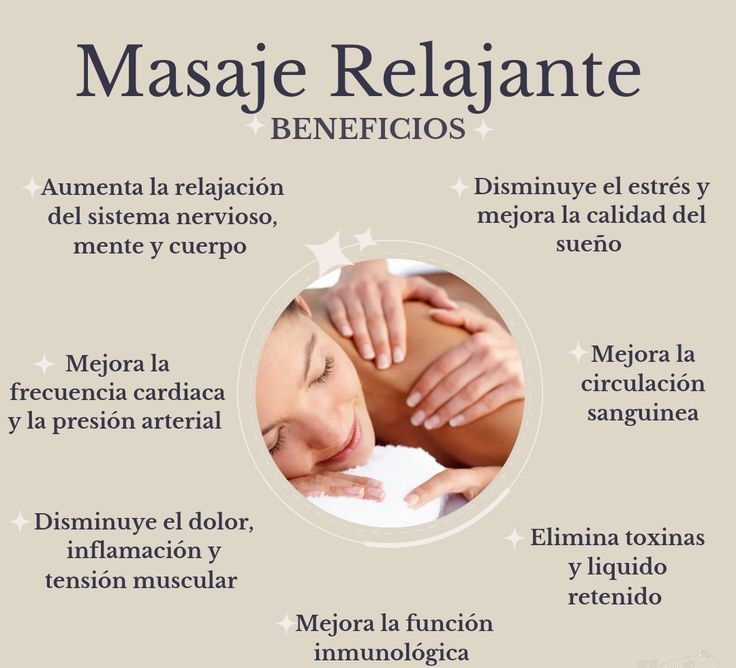 Masaje Relajante
BENEFICIOS
Aumenta la relajación
del sistema nervioso,
mente y cuerpo
Disminuye el estrés y
mejora la calidad del
sueño
Mejora la
frecuencia cardiaca
y la presión arterial
Mejora la
circulación
sanguinea
Disminuye el dolor,
inflamación y
tensión muscular
Elimina toxinas
y liquido
retenido
Mejora la función
inmunológica